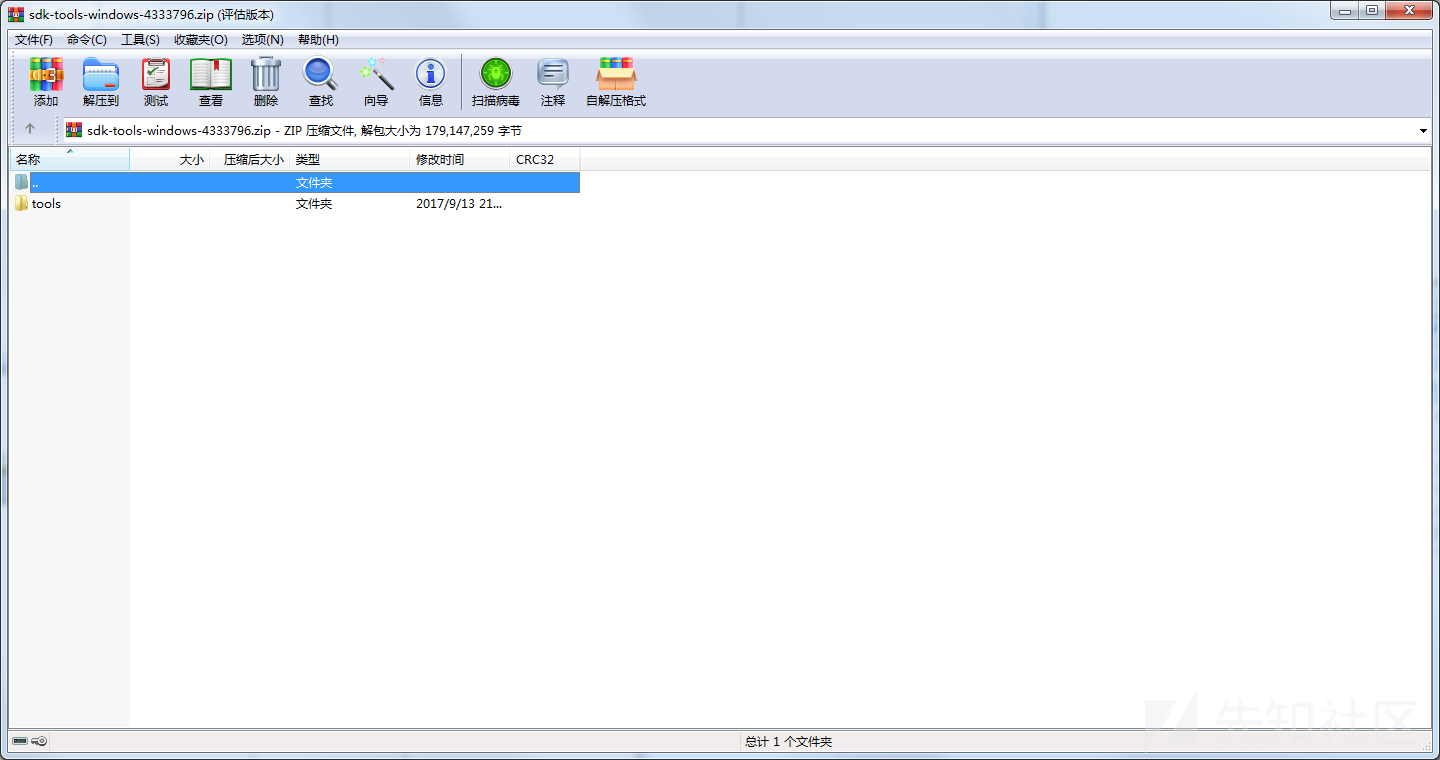 sdk-tools-windows-4333796.zip (评估版本)
文件(F) 命令(C) 工具(S) 收藏夹(O) 选项(N) 帮助(H)
添加 解压到 测试 查看 删除 查找 向导 信息 扫描病毒 注释 自解压格式
sdk-tools-windows-4333796.zip - ZIP 压缩文件, 解包大小为 179,147,259 字节
名称 大小 压缩后大小 类型 修改时间 CRC32
.. 文件夹
tools 文件夹 2017/9/13 21...
先知社区
总计 1 个文件夹